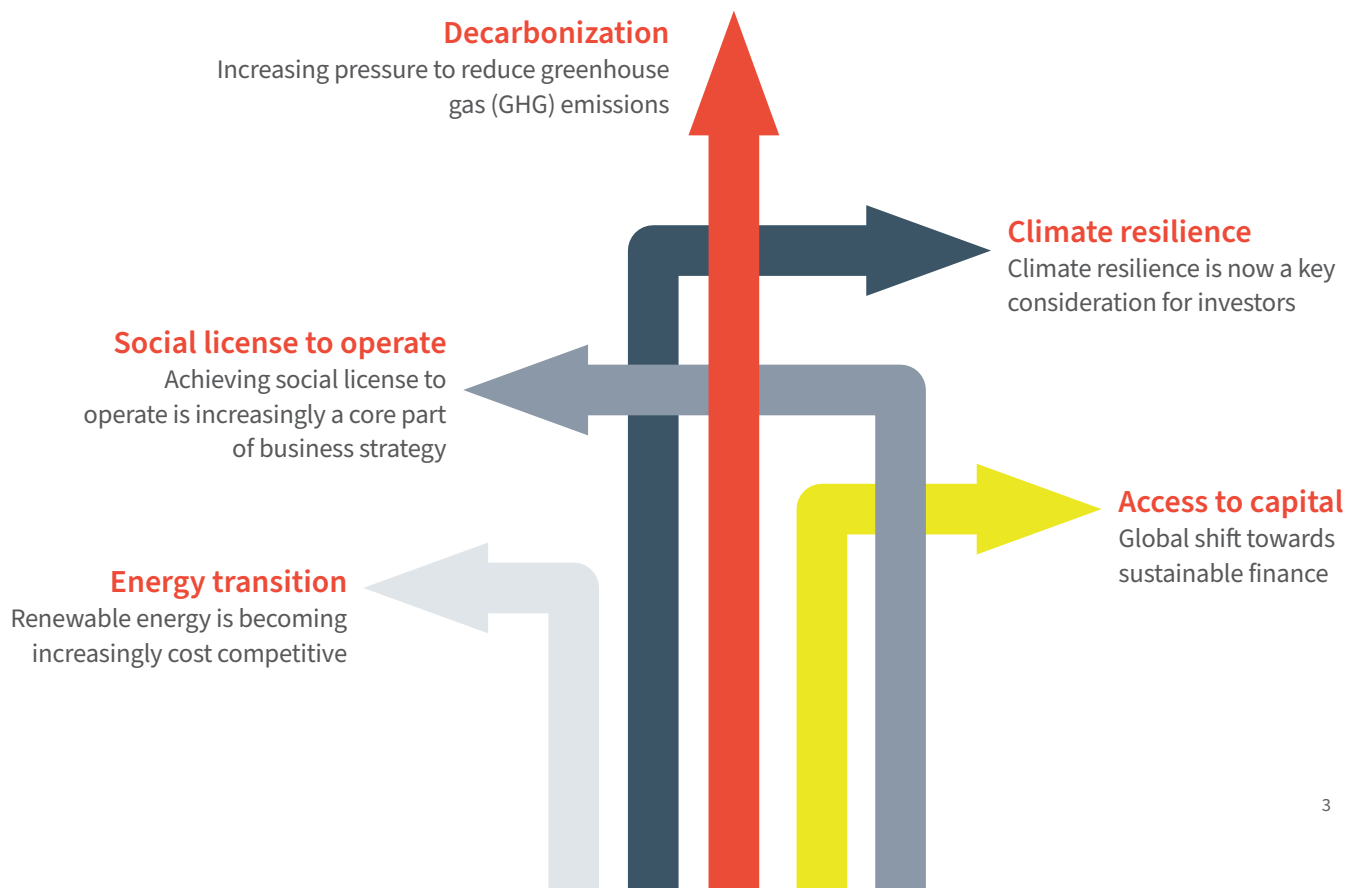 Decarbonization
Increasing pressure to reduce greenhouse
gas (GHG) emissions
Climate resilience
Climate resilience is now a key
consideration for investors
Social license to operate
Achieving social license to
operate is increasingly a core part
of business strategy
Access to capital
Global shift towards
sustainable finance
Energy transition
Renewable energy is becoming
increasingly cost competitive
3